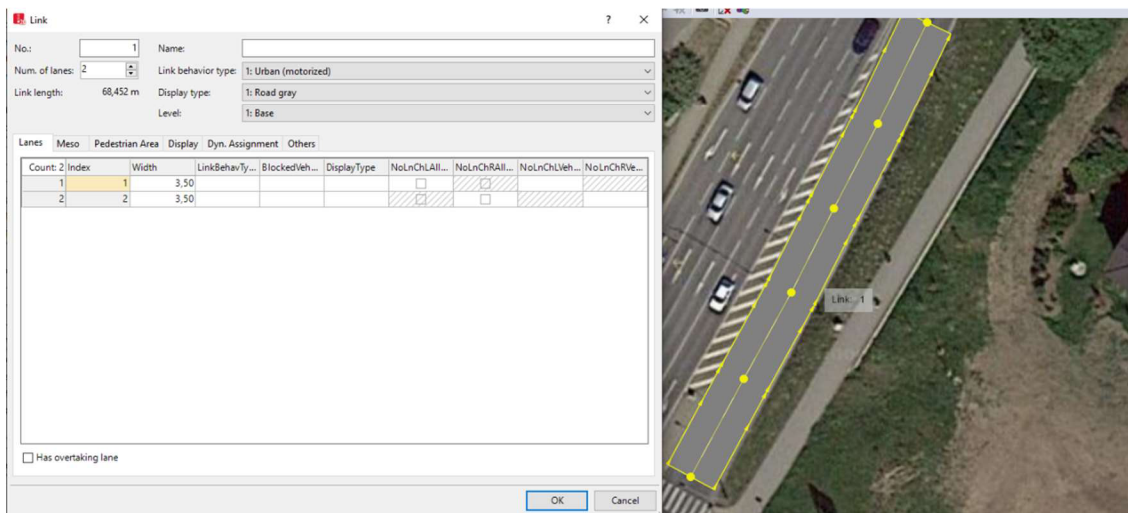 Link
? ×
No.: 1 Name:
Num. of lanes: 2 Link behavior type: 1: Urban (motorized)
Link length: 68,452 m Display type: 1: Road gray
Level: 1: Base
Lanes Meso Pedestrian Area Display Dyn. Assignment Others
Count: 2 Index Width LinkBehavTy... BlockedVeh... DisplayType NoLnChLAll... NoLnChRAll... NoLnChLVeh... NoLnChRVe...
1 1 3,50
2 2 3,50
Has overtaking lane
OK Cancel
Link: 1